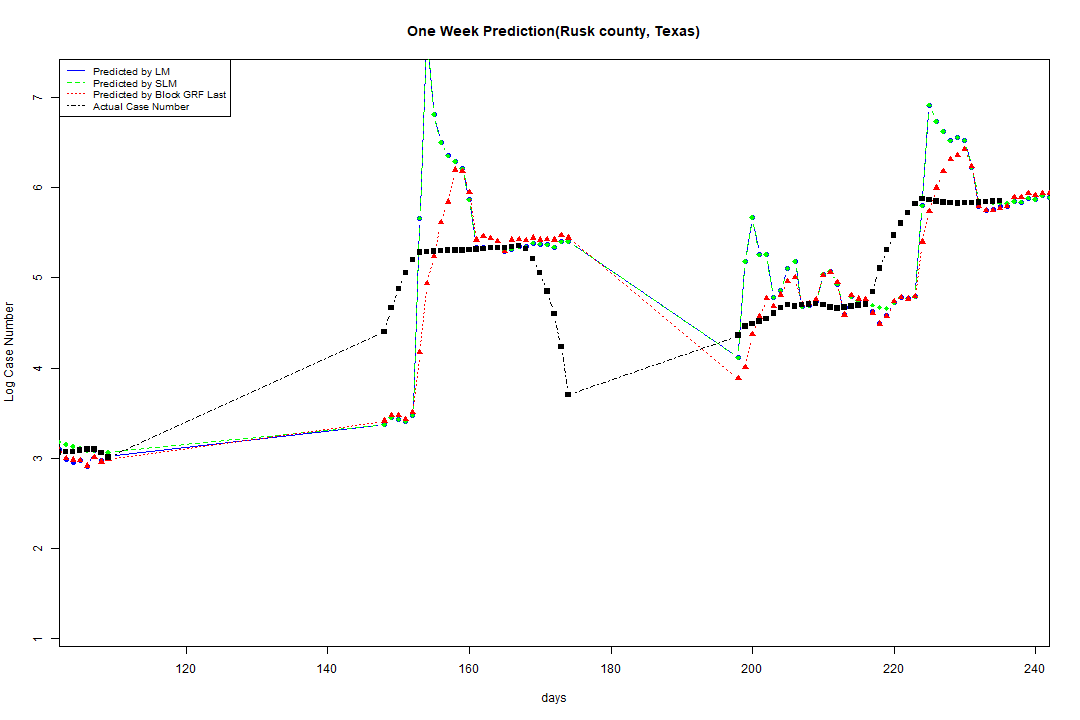 One Week Prediction(Rusk county, Texas)
Predicted by LM
Predicted by SLM
Predicted by Block GRF Last
Actual Case Number
Log Case Number
7
6
5
4
3
2
1
120 140 160 180 200 220 240
days